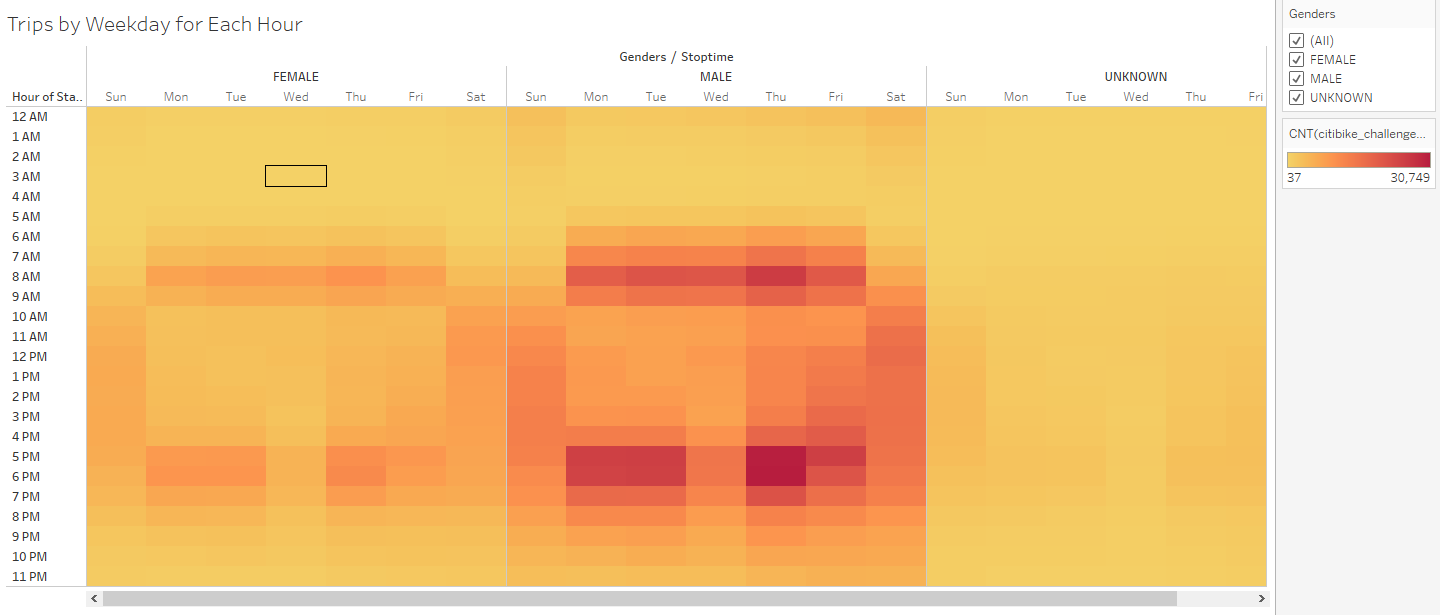 Trips by Weekday for Each Hour
Genders / Stoptime
FEMALE MALE UNKNOWN
Hour of Sta.. Sun Mon Tue Wed Thu Fri Sat Sun Mon Tue Wed Thu Fri Sat Sun Mon Tue Wed Thu Fri
12 AM
1 AM
2 AM
3 AM
4 AM
5 AM
6 AM
7 AM
8 AM
9 AM
10 AM
11 AM
12 PM
1 PM
2 PM
3 PM
4 PM
5 PM
6 PM
7 PM
8 PM
9 PM
10 PM
11 PM
Genders
(All)
FEMALE
MALE
UNKNOWN
CNT(citibike_challenge...
37 30,749